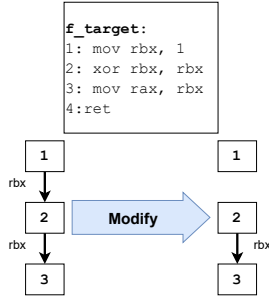 f_target:
1: mov rbx, 1
2: xor rbx, rbx
3: mov rax, rbx
4:ret
1 1
rbx
2 Modify 2
rbx rbx
3 3